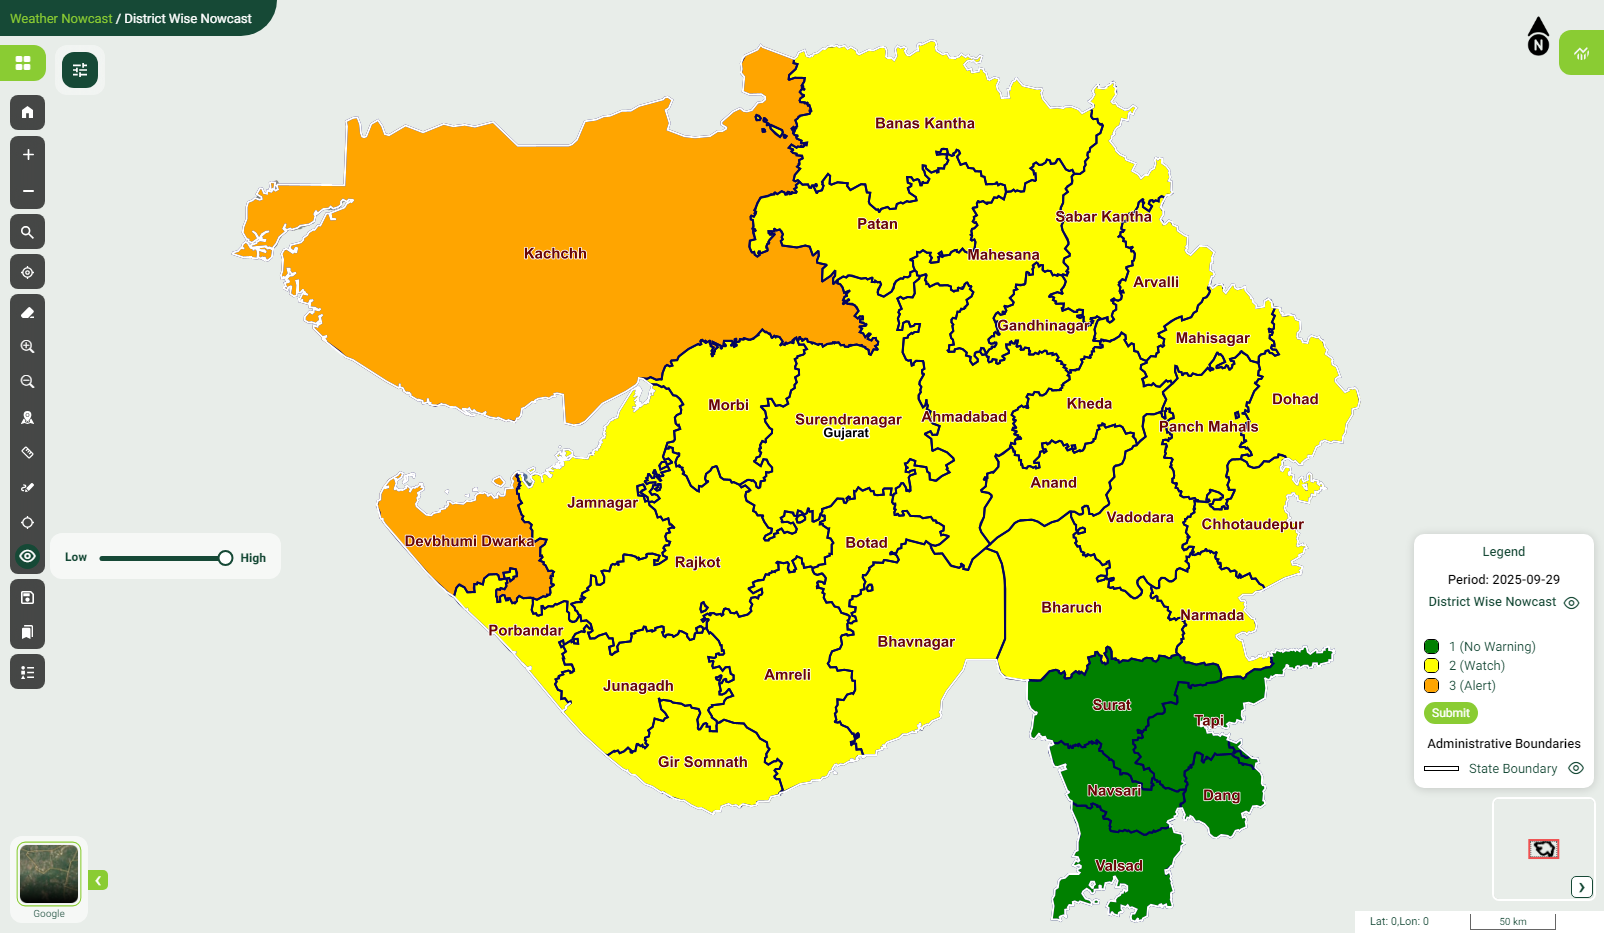 Weather Nowcast / District Wise Nowcast
N
Banas Kantha
Patan
Sabar Kantha
Kachchh
Mahesana
Arvalli
Gandhinagar
Mahisagar
Morbi
Surendranagar
Gujarat
Ahmadabad
Kheda
Dohad
Panch Mahals
Anand
Jamnagar
Vadodara
Chhotaudepur
Devbhumi Dwarka
Botad
Rajkot
Low
High
Bharuch
Narmada
Porbandar
Bhavnagar
Amreli
Junagadh
Surat
Tapi
Gir Somnath
Navsari
Dang
Valsad
Legend
Period: 2025-09-29
District Wise Nowcast
1 (No Warning)
2 (Watch)
3 (Alert)
Submit
Administrative Boundaries
State Boundary
Google
Lat: 0,Lon: 0
50 km